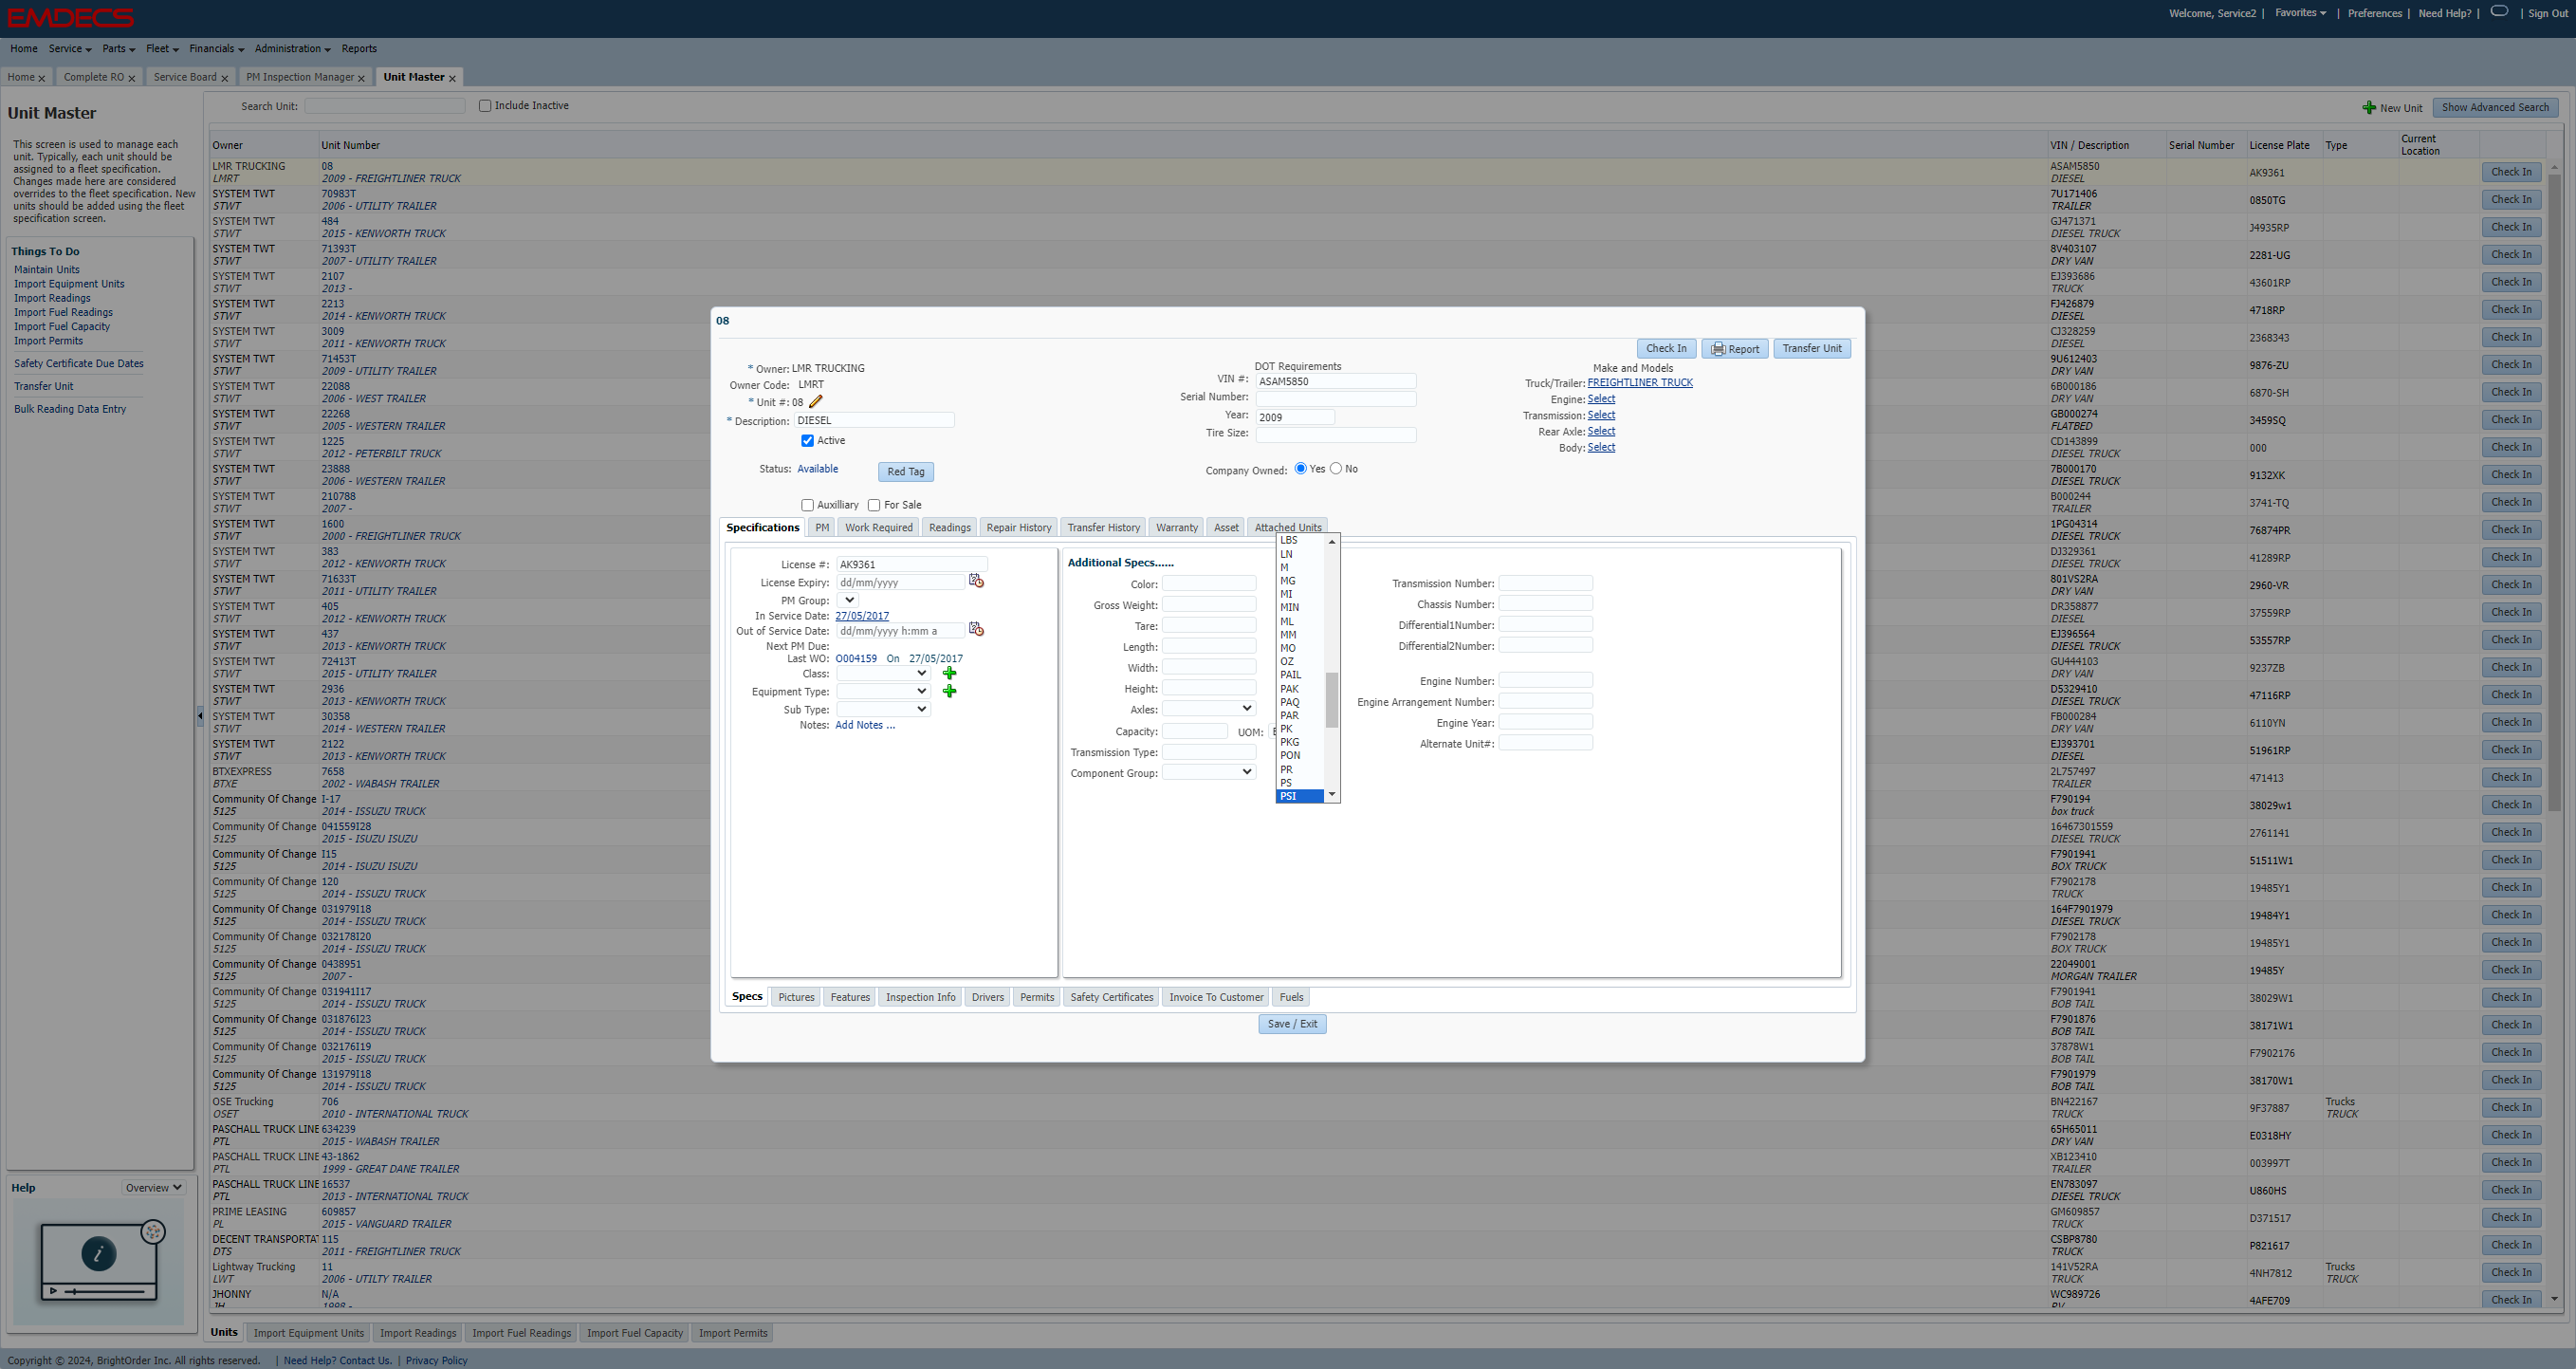 EMDECS
Welcome, Service2 | Favorites | Preferences | Need Help? | | Sign Out
Home Service Parts Fleet Financials Administration Reports
Home x Complete RO x Service Board x PM Inspection Manager x Unit Master x
Unit Master
This screen is used to manage each
unit. Typically, each unit should be
assigned to a fleet specification.
Changes made here are considered
overrides to the fleet specification. New
units should be added using the fleet
specification screen.
Things To Do
Maintain Units
Import Equipment Units
Import Readings
Import Fuel Readings
Import Fuel Capacity
Import Permits
Safety Certificate Due Dates
Transfer Unit
Bulk Reading Data Entry
Help Overview
Search Unit: Include Inactive New Unit Show Advanced Search
Owner Unit Number VIN / Description Serial Number License Plate Type Current Location
LMR TRUCKING 08 ASAM5850 AK9361 Check In
LMRT 2009 - FREIGHTLINER TRUCK DIESEL
SYSTEM TWT 70983T 7U171406 0850TG Check In
STWT 2006 - UTILITY TRAILER TRAILER
SYSTEM TWT 484 GJ471371 J4935RP Check In
STWT 2015 - KENWORTH TRUCK DIESEL TRUCK
SYSTEM TWT 71393T 8V403107 2281-UG Check In
STWT 2007 - UTILITY TRAILER DRY VAN
SYSTEM TWT 2107 EJ393686 43601RP Check In
STWT 2013 - TRUCK
SYSTEM TWT 2213 FJ426879 4718RP Check In
STWT 2014 - KENWORTH TRUCK DIESEL
SYSTEM TWT 3009 CJ328259 2368343 Check In
STWT 2011 - KENWORTH TRUCK DIESEL
SYSTEM TWT 71453T 9U612403 9876-ZU Check In
STWT 2009 - UTILITY TRAILER DRY VAN
SYSTEM TWT 22088 6B000186 6870-SH Check In
STWT 2006 - WEST TRAILER DRY VAN
SYSTEM TWT 22268 GB000274 3459SQ Check In
STWT 2005 - WESTERN TRAILER FLATBED
SYSTEM TWT 1225 CD143899 000 Check In
STWT 2012 - PETERBILT TRUCK DIESEL TRUCK
SYSTEM TWT 23888 7B000170 9132XK Check In
STWT 2006 - WESTERN TRAILER DIESEL TRUCK
SYSTEM TWT 210788 B000244 3741-TQ Check In
STWT 2007 - TRAILER
SYSTEM TWT 1600 1PG04314 76874PR Check In
STWT 2000 - FREIGHTLINER TRUCK DIESEL TRUCK
SYSTEM TWT 383 DJ329361 41289RP Check In
STWT 2012 - KENWORTH TRUCK DIESEL TRUCK
SYSTEM TWT 71633T 801VS2RA 2960-VR Check In
STWT 2011 - UTILITY TRAILER DRY VAN
SYSTEM TWT 405 DR358877 37559RP Check In
STWT 2012 - KENWORTH TRUCK DIESEL
SYSTEM TWT 437 EJ396564 53557RP Check In
STWT 2013 - KENWORTH TRUCK DIESEL TRUCK
SYSTEM TWT 72413T GU444103 9237ZB Check In
STWT 2015 - UTILITY TRAILER DRY VAN
SYSTEM TWT 2936 D5329410 47116RP Check In
STWT 2013 - KENWORTH TRUCK DIESEL TRUCK
SYSTEM TWT 30358 FB000284 6110YN Check In
STWT 2014 - WESTERN TRAILER DRY VAN
SYSTEM TWT 2122 EJ393701 51961RP Check In
STWT 2013 - KENWORTH TRUCK DIESEL
BTXEXPRESS 7658 2L757497 471413 Check In
BTXE 2002 - WABASH TRAILER TRAILER
Community Of Change I-17 F790194 38029w1 Check In
5125 2014 - ISSUZU TRUCK box truck
Community Of Change 041559I28 16467301559 2761141 Check In
5125 2015 - ISUZU ISUZU DIESEL TRUCK
Community Of Change I15 F7901941 51511W1 Check In
5125 2014 - ISUZU ISUZU BOX TRUCK
Community Of Change 120 F7902178 19485Y1 Check In
5125 2014 - ISSUZU TRUCK TRUCK
Community Of Change 031979I18 164F7901979 19484Y1 Check In
5125 2014 - ISSUZU TRUCK DIESEL TRUCK
Community Of Change 032178I20 F7902178 19485Y1 Check In
5125 2014 - ISSUZU TRUCK BOX TRUCK
Community Of Change 0438951 22049001 19485Y Check In
5125 2007 - MORGAN TRAILER
Community Of Change 031941I17 F7901941 38029W1 Check In
5125 2014 - ISSUZU TRUCK BOB TAIL
Community Of Change 031876I23 F7901876 38171W1 Check In
5125 2014 - ISSUZU TRUCK BOB TAIL
Community Of Change 032176I19 37878W1 F7902176 Check In
5125 2015 - ISSUZU TRUCK BOB TAIL
Community Of Change 131979I18 F7901979 38170W1 Check In
5125 2014 - ISSUZU TRUCK BOB TAIL
OSE Trucking 706 BN422167 9F37887 Trucks Check In
OSET 2010 - INTERNATIONAL TRUCK TRUCK TRUCK
PASCHALL TRUCK LINE 634239 65H65011 E0318HY Check In
PTL 2015 - WABASH TRAILER DRY VAN
PASCHALL TRUCK LINE 43-1862 XB123410 003997T Check In
PTL 1999 - GREAT DANE TRAILER TRAILER
PASCHALL TRUCK LINE 16537 EN783097 U860HS Check In
PTL 2013 - INTERNATIONAL TRUCK DIESEL TRUCK
PRIME LEASING 609857 GM609857 D371517 Check In
PL 2015 - VANGUARD TRAILER TRUCK
DECENT TRANSPORTAT 115 CSBP8780 P821617 Check In
DTS 2011 - FREIGHTLINER TRUCK TRUCK
Lightway Trucking 11 141V52RA 4NH7812 Trucks Check In
LWT 2006 - UTILTY TRAILER TRUCK TRUCK
JHONNY N/A WC989726 4AFE709 Check In
JH 1998 - RV
08
Check In Report Transfer Unit
* Owner: LMR TRUCKING
Owner Code: LMRT
* Unit #: 08
* Description: DIESEL
Active
Status: Available Red Tag
Auxilliary For Sale
DOT Requirements
VIN #: ASAM5850
Serial Number:
Year: 2009
Tire Size:
Company Owned: Yes No
Make and Models
Truck/Trailer: FREIGHTLINER TRUCK
Engine: Select
Transmission: Select
Rear Axle: Select
Body: Select
Specifications PM Work Required Readings Repair History Transfer History Warranty Asset Attached Units
License #: AK9361
License Expiry: dd/mm/yyyy
PM Group:
In Service Date: 27/05/2017
Out of Service Date: dd/mm/yyyy h:mm a
Next PM Due:
Last WO: O004159 On 27/05/2017
Class:
Equipment Type:
Sub Type:
Notes: Add Notes ...
Additional Specs......
Color:
Gross Weight:
Tare:
Length:
Width:
Height:
Axles:
Capacity: UOM: E
Transmission Type:
Component Group:
LBS
LN
M
MG
MI
MIN
ML
MM
MO
OZ
PAIL
PAK
PAQ
PAR
PK
PKG
PON
PR
PS
PSI
Transmission Number:
Chassis Number:
Differential1Number:
Differential2Number:
Engine Number:
Engine Arrangement Number:
Engine Year:
Alternate Unit#:
Specs Pictures Features Inspection Info Drivers Permits Safety Certificates Invoice To Customer Fuels
Save / Exit
Units Import Equipment Units Import Readings Import Fuel Readings Import Fuel Capacity Import Permits
Copyright © 2024, BrightOrder Inc. All rights reserved. | Need Help? Contact Us. | Privacy Policy